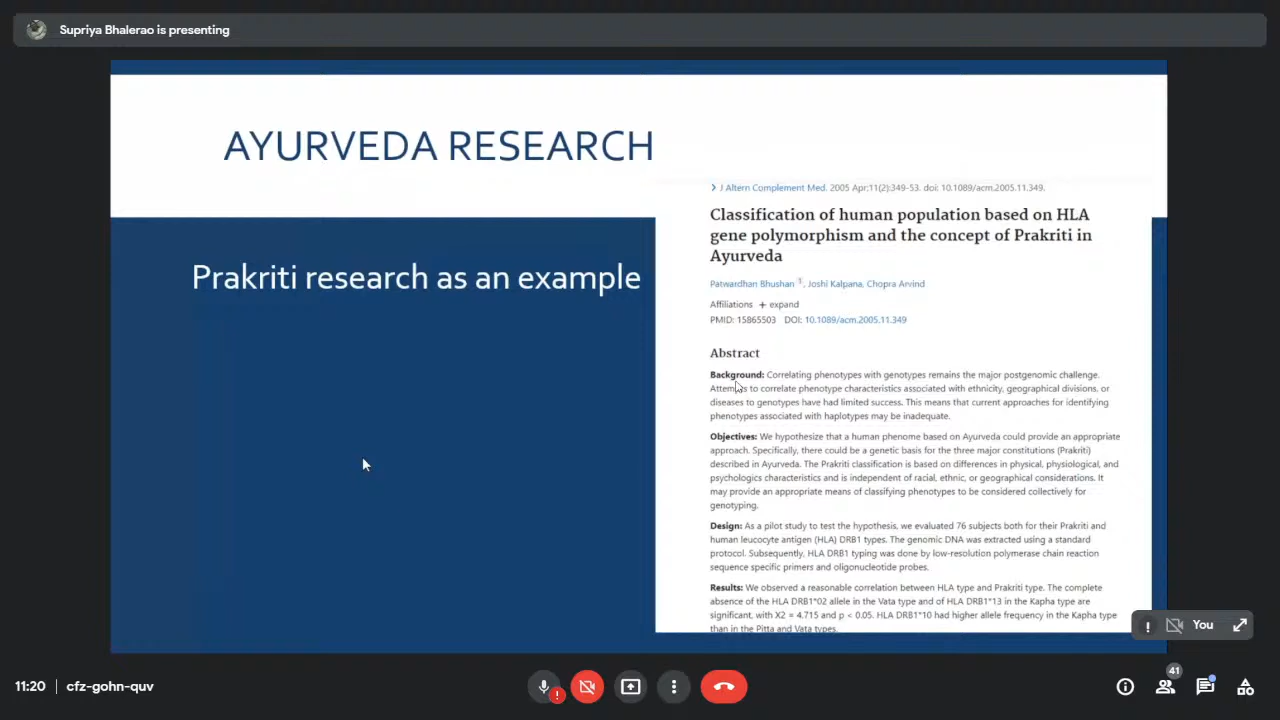 Supriya Bhalerao is presenting
AYURVEDA RESEARCH
Prakriti research as an example
J Altern Complement Med. 2005 Apr;11(2):349-53. doi: 10.1089/acm.2005.11.349.
Classification of human population based on HLA
gene polymorphism and the concept of Prakriti in
Ayurveda
Patwardhan Bhushan 1, Joshi Kalpana, Chopra Arvind
Affiliations + expand
PMID: 15865503 DOI: 10.1089/acm.2005.11.349
Abstract
Background: Correlating phenotypes with genotypes remains the major postgenomic challenge.
Attempts to correlate phenotype characteristics associated with ethnicity, geographical divisions, or
diseases to genotypes have had limited success. This means that current approaches for identifying
phenotypes associated with haplotypes may be inadequate.
Objectives: We hypothesize that a human phenome based on Ayurveda could provide an appropriate
approach. Specifically, there could be a genetic basis for the three major constitutions (Prakriti)
described in Ayurveda. The Prakriti classification is based on differences in physical, physiological, and
psychologics characteristics and is independent of racial, ethnic, or geographical considerations. It
may provide an appropriate means of classifying phenotypes to be considered collectively for
genotyping.
Design: As a pilot study to test the hypothesis, we evaluated 76 subjects both for their Prakriti and
human leucocyte antigen (HLA) DRB1 types. The genomic DNA was extracted using a standard
protocol. Subsequently, HLA DRB1 typing was done by low-resolution polymerase chain reaction
sequence specific primers and oligonucleotide probes.
Results: We observed a reasonable correlation between HLA type and Prakriti type. The complete
absence of the HLA DRB1*02 allele in the Vata type and of HLA DRB1*13 in the Kapha type are
significant, with X2 = 4.715 and p < 0.05. HLA DRB1*10 had higher allele frequency in the Kapha type
than in the Pitta and Vata types.
You
11:20 | cfz-gohn-quv
41